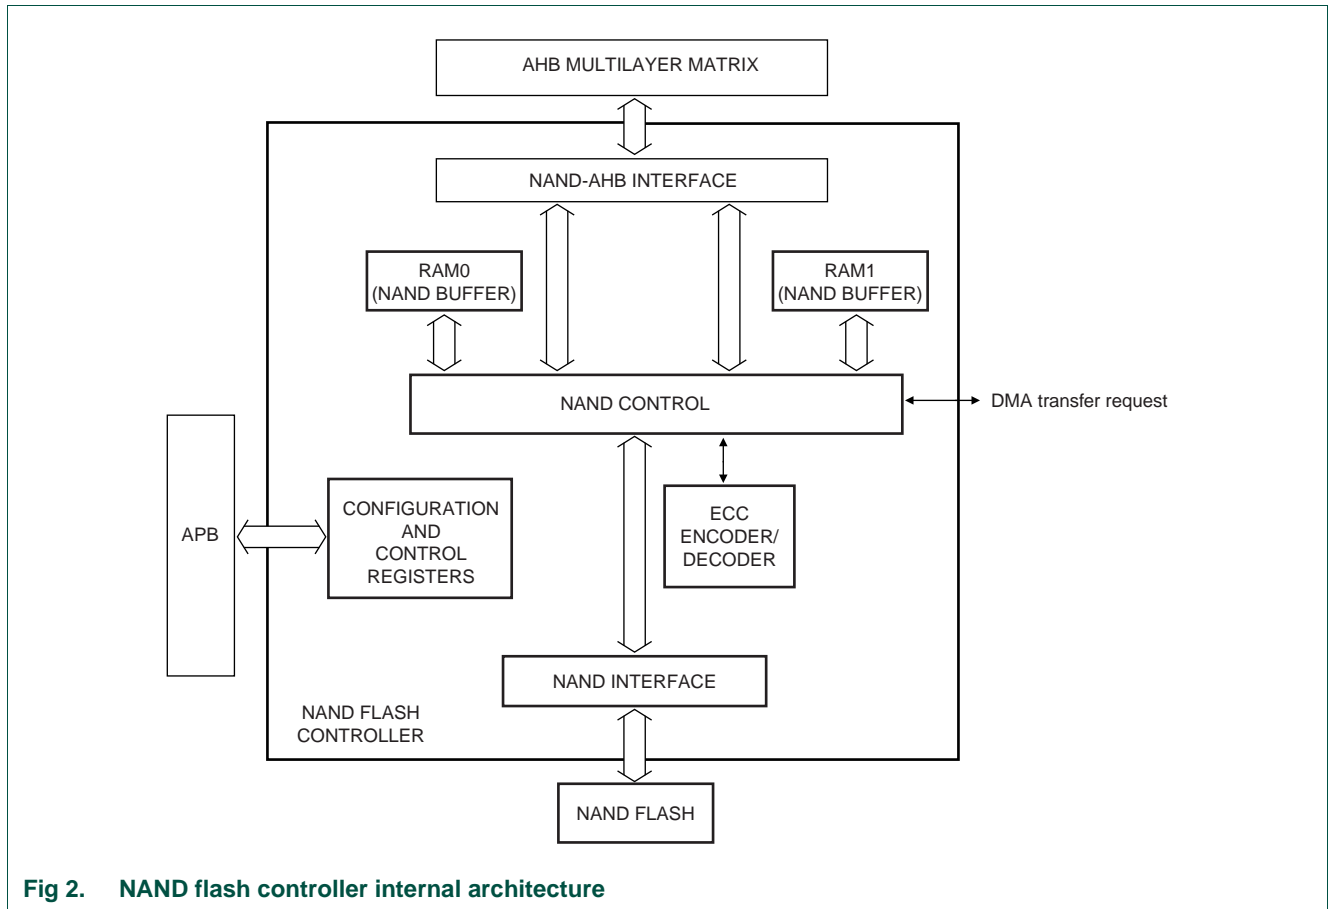 AHB MULTILAYER MATRIX
NAND-AHB INTERFACE
RAM0
(NAND BUFFER)
RAM1
(NAND BUFFER)
NAND CONTROL
DMA transfer request
APB
CONFIGURATION
AND
CONTROL
REGISTERS
ECC
ENCODER/
DECODER
NAND INTERFACE
NAND FLASH
CONTROLLER
NAND FLASH
Fig 2. NAND flash controller internal architecture